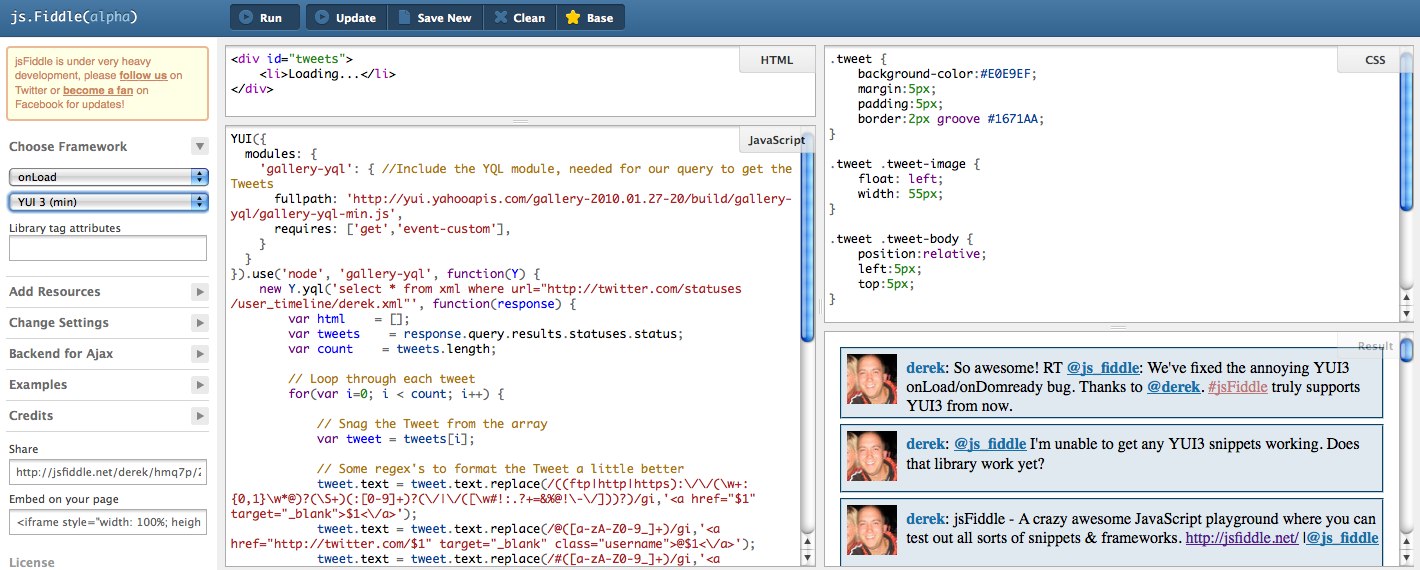 js.Fiddle(alpha)
Run
Update
Save New
Clean
Base
jsFiddle is under very heavy
development, please follow us on
Twitter or become a fan on
Facebook for updates!
Choose Framework
onLoad
YUI 3 (min)
Library tag attributes
Add Resources
Change Settings
Backend for Ajax
Examples
Credits
Share
http://jsfiddle.net/derek/hmq7p/2
Embed on your page
<iframe style="width: 100%; heigh
License
HTML
<div id="tweets">
    <li>Loading...</li>
</div>
JavaScript
YUI({
  modules: {
    'gallery-yql': { //Include the YQL module, needed for our query to get the
Tweets
      fullpath: 'http://yui.yahooapis.com/gallery-2010.01.27-20/build/gallery-
yql/gallery-yql-min.js',
      requires: ['get','event-custom'],
    }
  }
}).use('node', 'gallery-yql', function(Y) {
    new Y.yql('select * from xml where url="http://twitter.com/statuses
/user_timeline/derek.xml"', function(response) {
        var html    = [];
        var tweets    = response.query.results.statuses.status;
        var count    = tweets.length;
        // Loop through each tweet
        for(var i=0; i < count; i++) {
            // Snag the Tweet from the array
            var tweet = tweets[i];
            // Some regex's to format the Tweet a little better
            tweet.text = tweet.text.replace(/((ftp|http|https):\/\/(\w+:
{0,1}\w*@)?(\S+)(:[0-9]+)?(\/|\/([\w#!:.?+=&%@!\-\/]))?)/gi,'<a href="$1"
target="_blank">$1<\/a>');
            tweet.text = tweet.text.replace(/@([a-zA-Z0-9_]+)/gi,'<a
href="http://twitter.com/$1" target="_blank" class="username">@$1<\/a>');
            tweet.text = tweet.text.replace(/#([a-zA-Z0-9_]+)/gi,'<a
CSS
.tweet {
    background-color:#E0E9EF;
    margin:5px;
    padding:5px;
    border:2px groove #1671AA;
}
.tweet .tweet-image {
    float: left;
    width: 55px;
}
.tweet .tweet-body {
    position:relative;
    left:5px;
    top:5px;
}
Result
derek: So awesome! RT @js_fiddle: We've fixed the annoying YUI3
onLoad/onDomready bug. Thanks to @derek. #jsFiddle truly supports
YUI3 from now.
derek: @js_fiddle I'm unable to get any YUI3 snippets working. Does
that library work yet?
derek: jsFiddle - A crazy awesome JavaScript playground where you can
test out all sorts of snippets & frameworks. http://jsfiddle.net/ |@js_fiddle